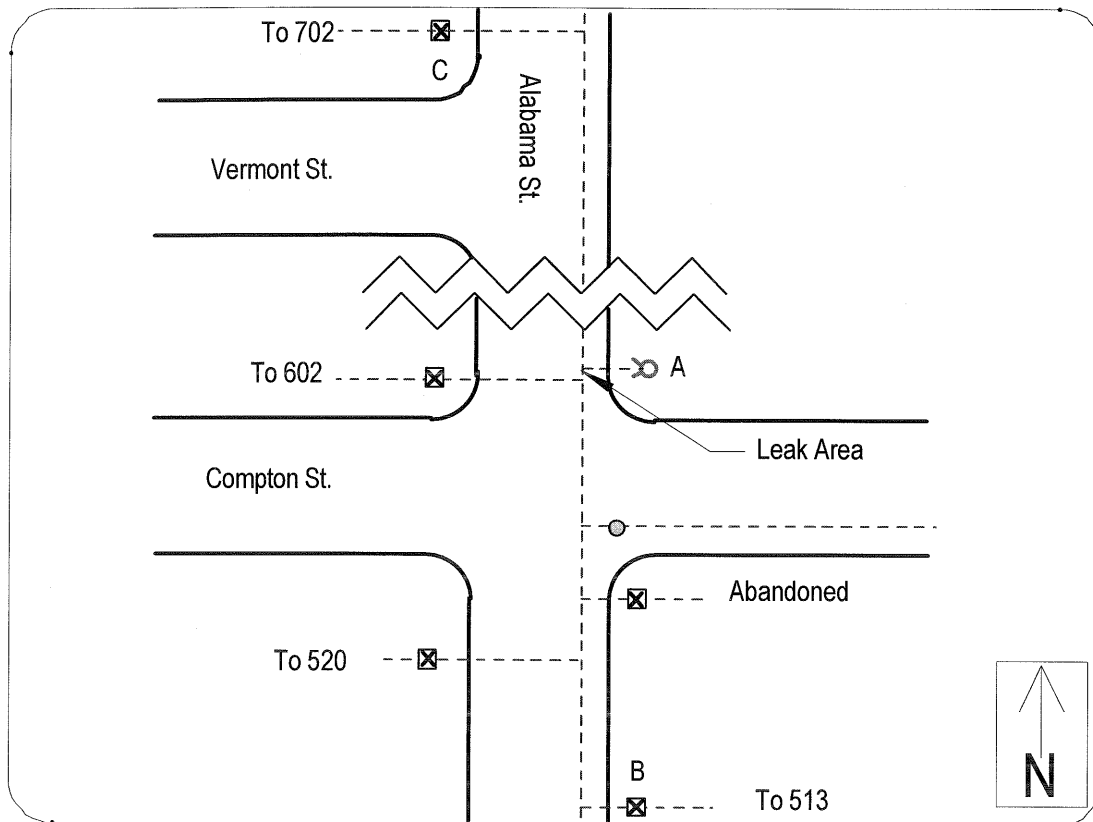 To 702
C
Alabama St.
Vermont St.
To 602
A
Leak Area
Compton St.
Abandoned
To 520
B
To 513
N